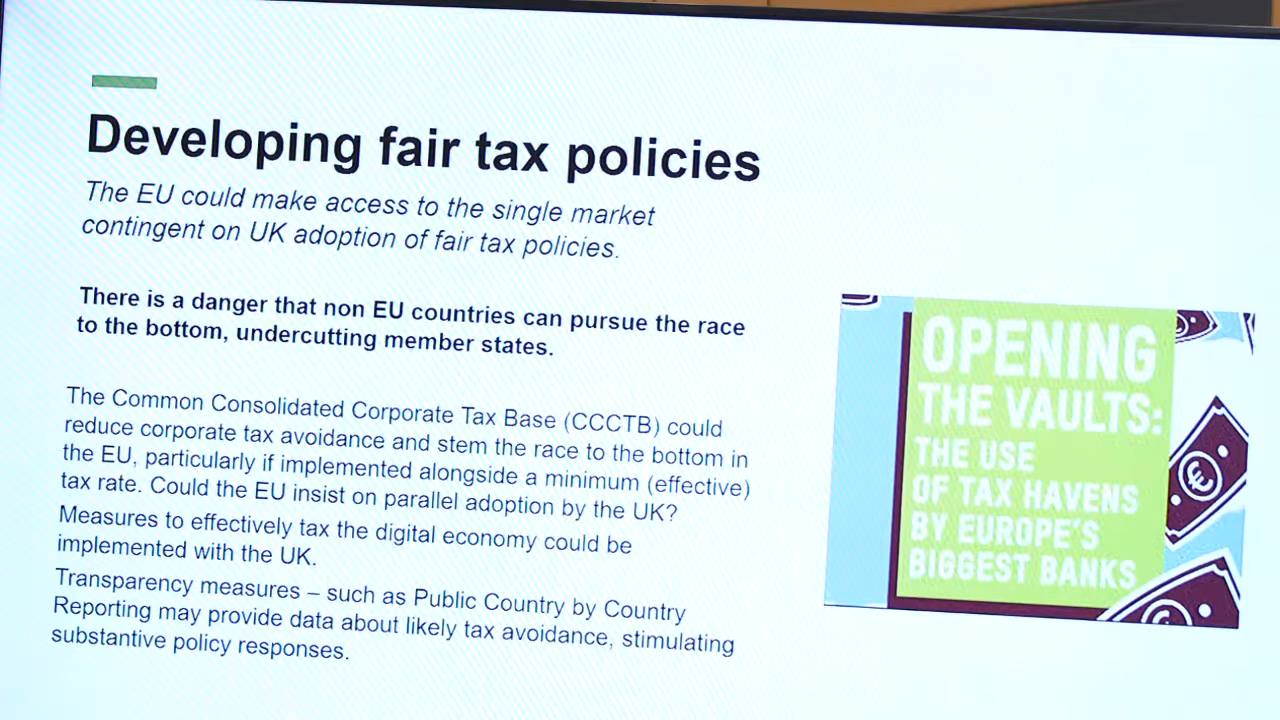 Developing fair tax policies
The EU could make access to the single market
contingent on UK adoption of fair tax policies.
There is a danger that non EU countries can pursue the race
to the bottom, undercutting member states.
The Common Consolidated Corporate Tax Base (CCCTB) could
reduce corporate tax avoidance and stem the race to the bottom in
the EU, particularly if implemented alongside a minimum (effective)
tax rate. Could the EU insist on parallel adoption by the UK?
Measures to effectively tax the digital economy could be
implemented with the UK.
Transparency measures – such as Public Country by Country
Reporting may provide data about likely tax avoidance, stimulating
substantive policy responses.
OPENING
THE VAULTS:
THE USE
OF TAX HAVENS
BY EUROPE'S
BIGGEST BANKS
€